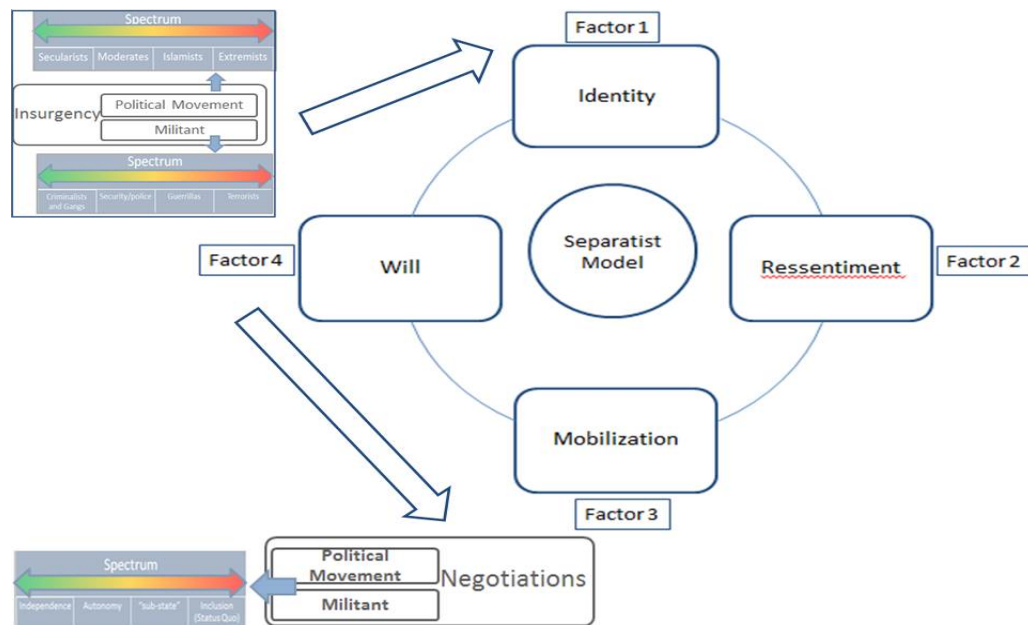 Spectrum
Secularists Moderates Islamists Extremists
Insurgency
Political Movement
Militant
Spectrum
Criminalists
and Gangs
Security/police Guerrillas Terrorists
Factor 1
Identity
Factor 4
Will
Separatist
Model
Ressentiment
Factor 2
Mobilization
Factor 3
Spectrum
Independence Autonomy "sub-state" Inclusion
(Status Quo)
Political
Movement
Militant
Negotiations